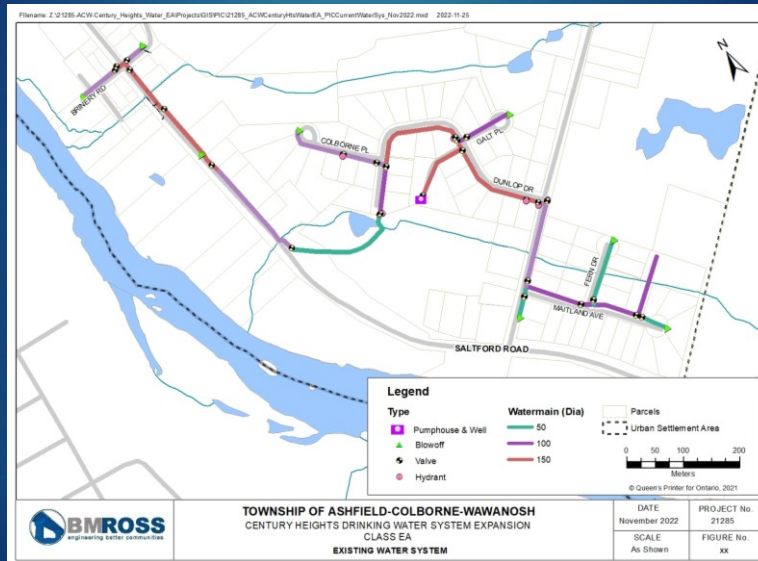 Filename: Z:\21285-ACW-Century_Heights_Water_EA\Projects\GIS\PIC\21285_ACWCenturyHtsWaterEA_PICCurrentWaterSys_Nov2022.mxd 2022-11-25
N
BRINERY RD
COLBORNE PL
GALT PL
DUNLOP DR
FERN DR
MAITLAND AVE
SALTFORD ROAD
Legend
Type
Pumphouse & Well
Blowoff
Valve
Hydrant
Watermain (Dia)
50
100
150
Parcels
Urban Settlement Area
0 50 100 200
Meters
© Queen's Printer for Ontario, 2021
BMROSS
engineering better communities
TOWNSHIP OF ASHFIELD-COLBORNE-WAWANOSH
CENTURY HEIGHTS DRINKING WATER SYSTEM EXPANSION
CLASS EA
EXISTING WATER SYSTEM
DATE
November 2022
PROJECT No.
21285
SCALE
As Shown
FIGURE No.
xx